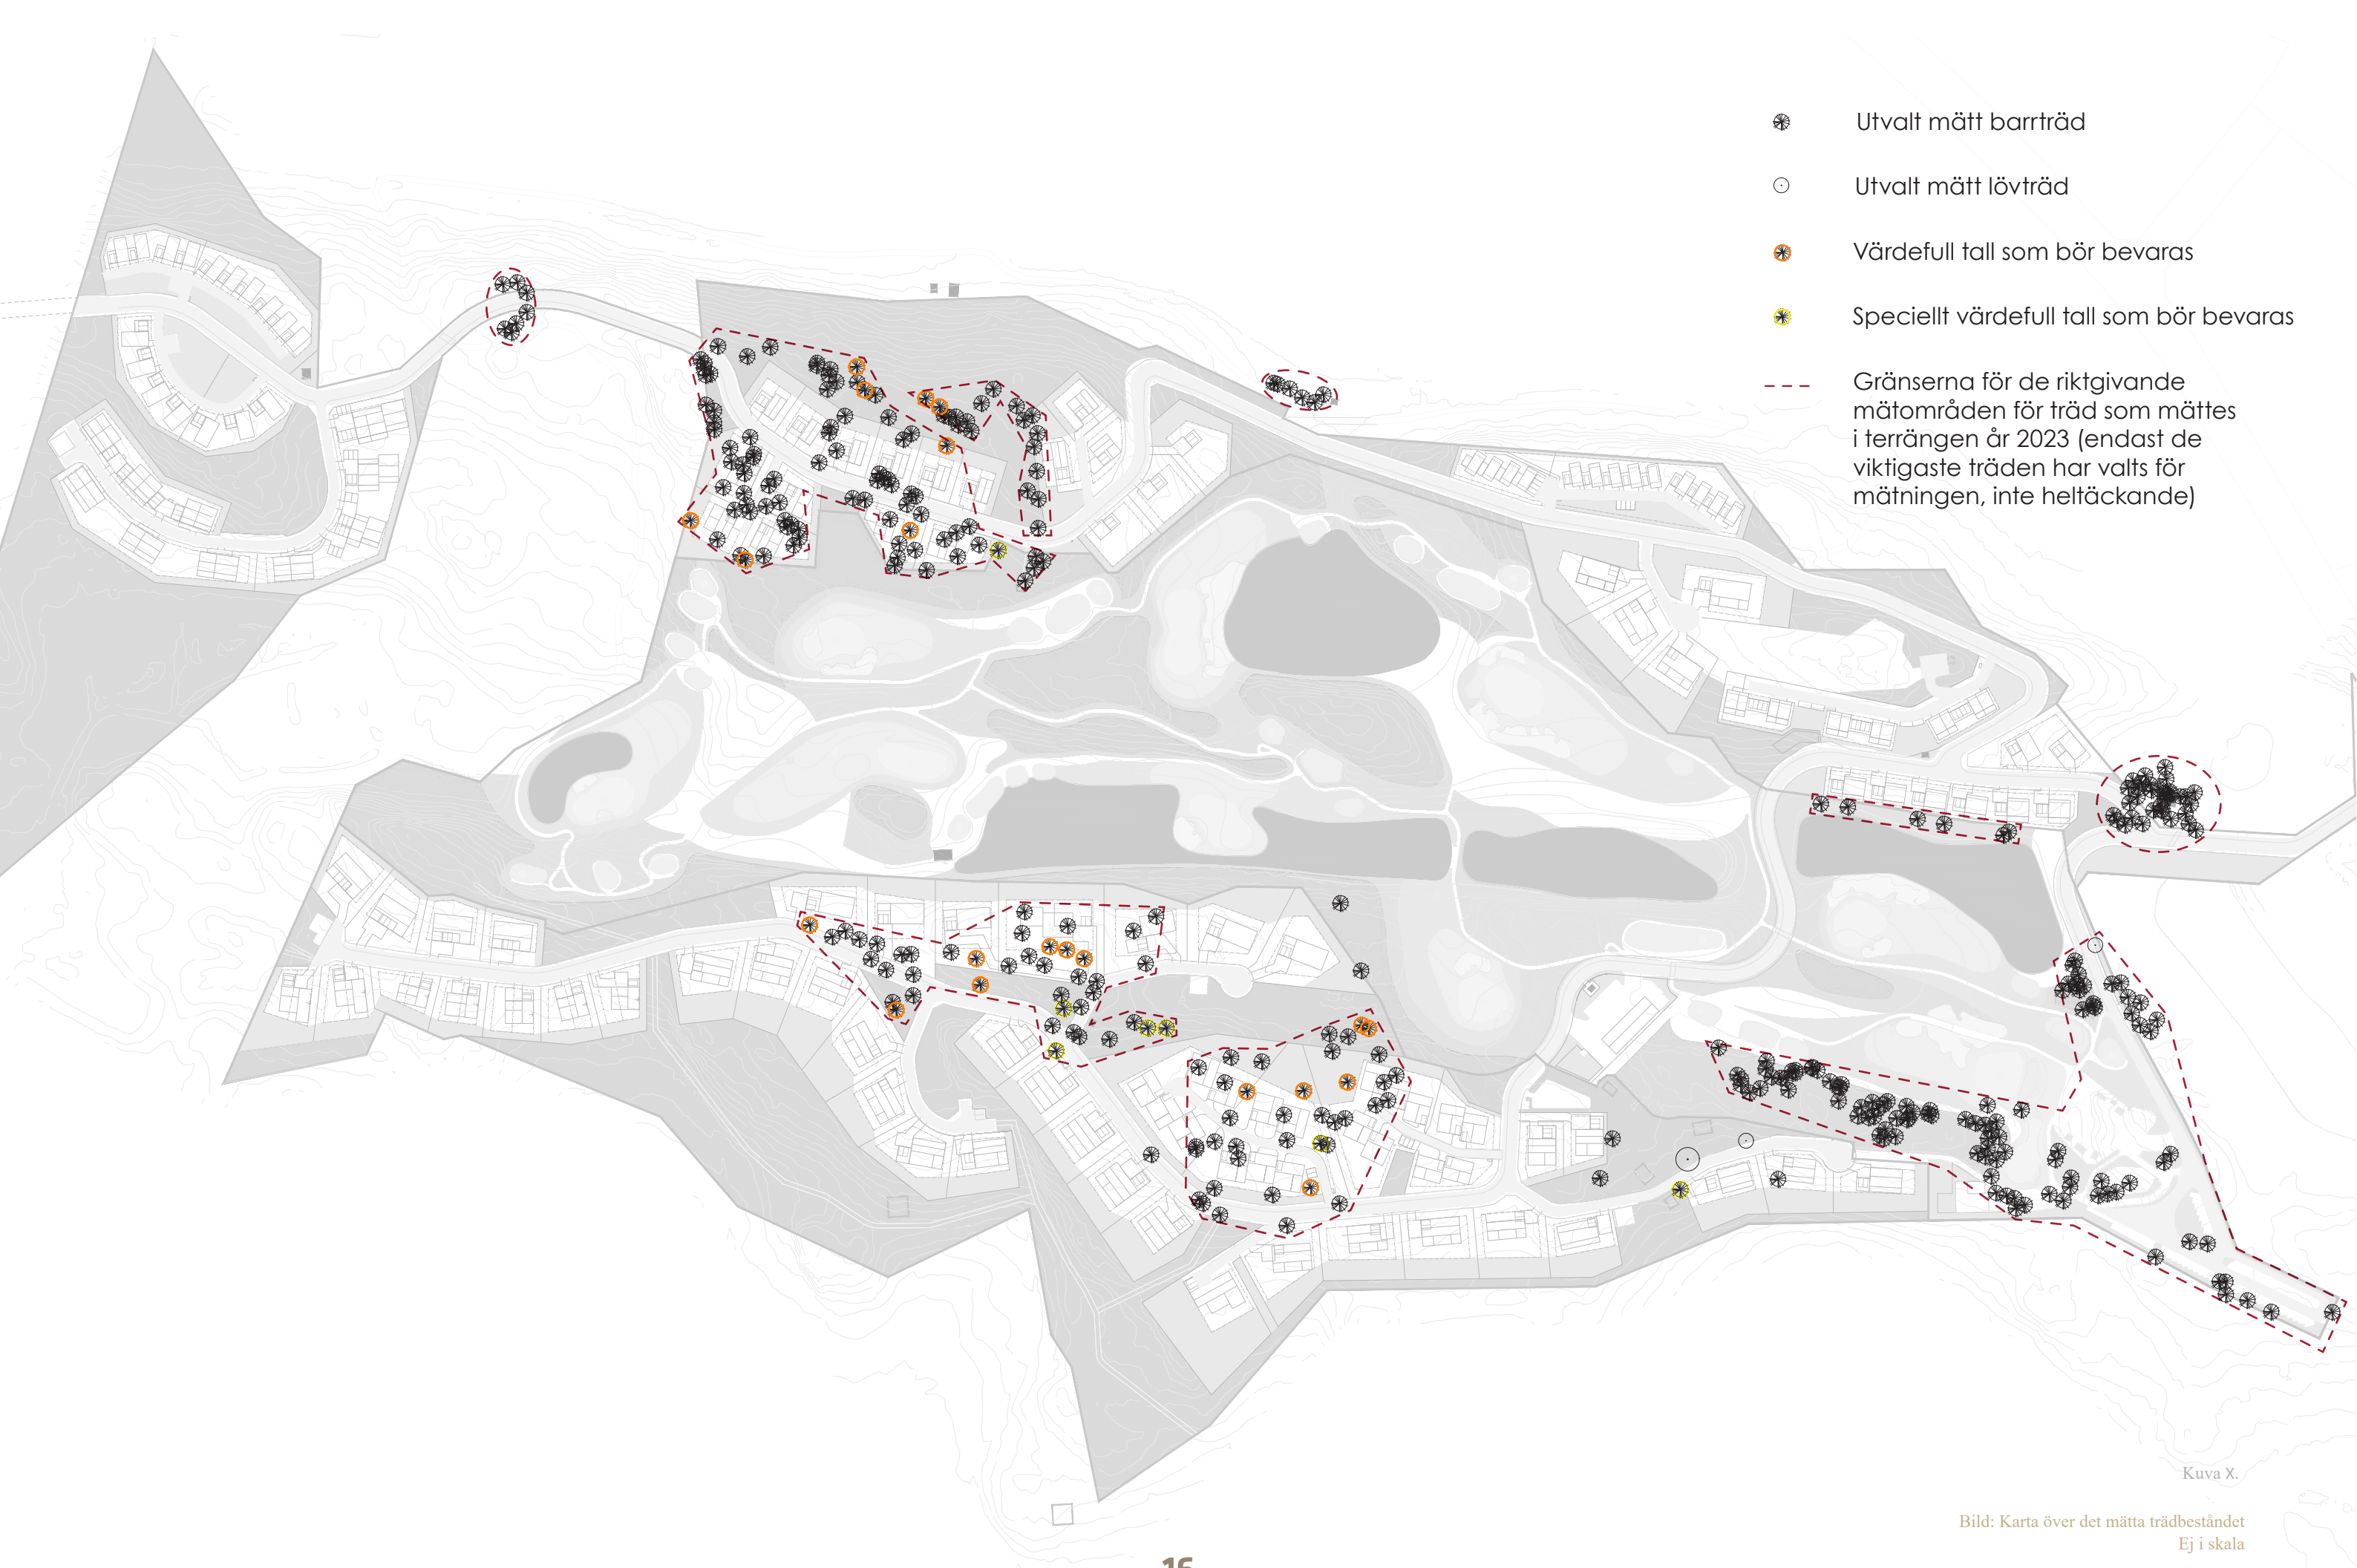 Utvalt mätt barrträd
Utvalt mätt lövträd
Värdefull tall som bör bevaras
Speciellt värdefull tall som bör bevaras
Gränserna för de riktgivande
mätområden för träd som mättes
i terrängen år 2023 (endast de
viktigaste träden har valts för
mätningen, inte heltäckande)
Kuva X.
Bild: Karta över det mätta trädbeståndet
Ej i skala
16